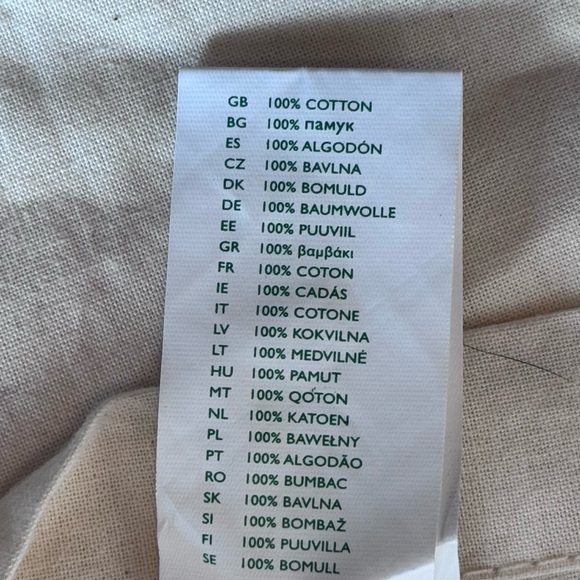 GB 100% COTTON
BG 100% памук
ES 100% ALGODÓN
CZ 100% BAVLNA
DK 100% BOMULD
DE 100% BAUMWOLLE
EE 100% PUUVIIL
GR 100% βαμβάκι
FR 100% COTON
IE 100% CADÁS
IT 100% COTONE
LV 100% KOKVILNA
LT 100% MEDVILNĖ
HU 100% PAMUT
MT 100% QOTON
NL 100% KATOEN
PL 100% BAWEŁNY
PT 100% ALGODÃO
RO 100% BUMBAC
SK 100% BAVLNA
SI 100% BOMBAŽ
FI 100% PUUVILLA
SE 100% BOMULL